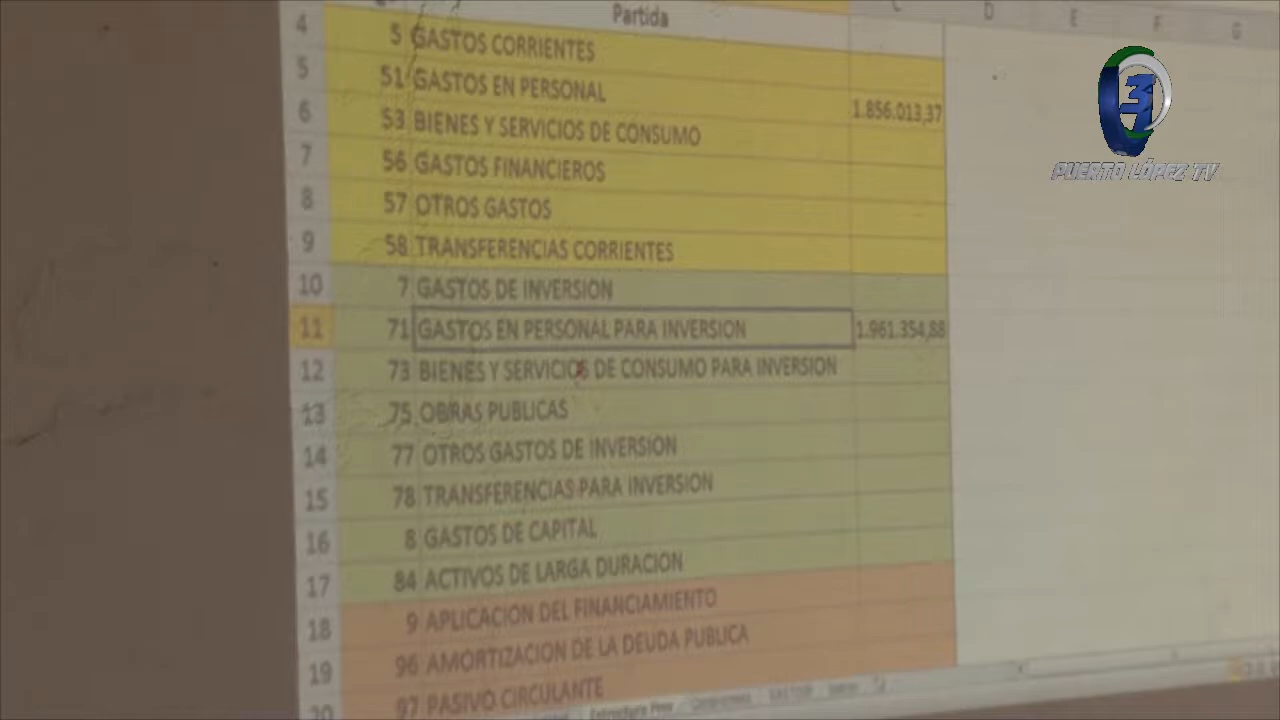 Partida
C D E F G
4 5 GASTOS CORRIENTES
5 51 GASTOS EN PERSONAL 1.856.013,37
6 53 BIENES Y SERVICIOS DE CONSUMO
7 56 GASTOS FINANCIEROS
8 57 OTROS GASTOS
9 58 TRANSFERENCIAS CORRIENTES
10 7 GASTOS DE INVERSION
11 71 GASTOS EN PERSONAL PARA INVERSION 1.961.354,88
12 73 BIENES Y SERVICIOS DE CONSUMO PARA INVERSION
13 75 OBRAS PUBLICAS
14 77 OTROS GASTOS DE INVERSION
15 78 TRANSFERENCIAS PARA INVERSION
16 8 GASTOS DE CAPITAL
17 84 ACTIVOS DE LARGA DURACION
18 9 APLICACION DEL FINANCIAMIENTO
19 96 AMORTIZACION DE LA DEUDA PUBLICA
20 97 PASIVO CIRCULANTE
31
PUERTO LÓPEZ TV